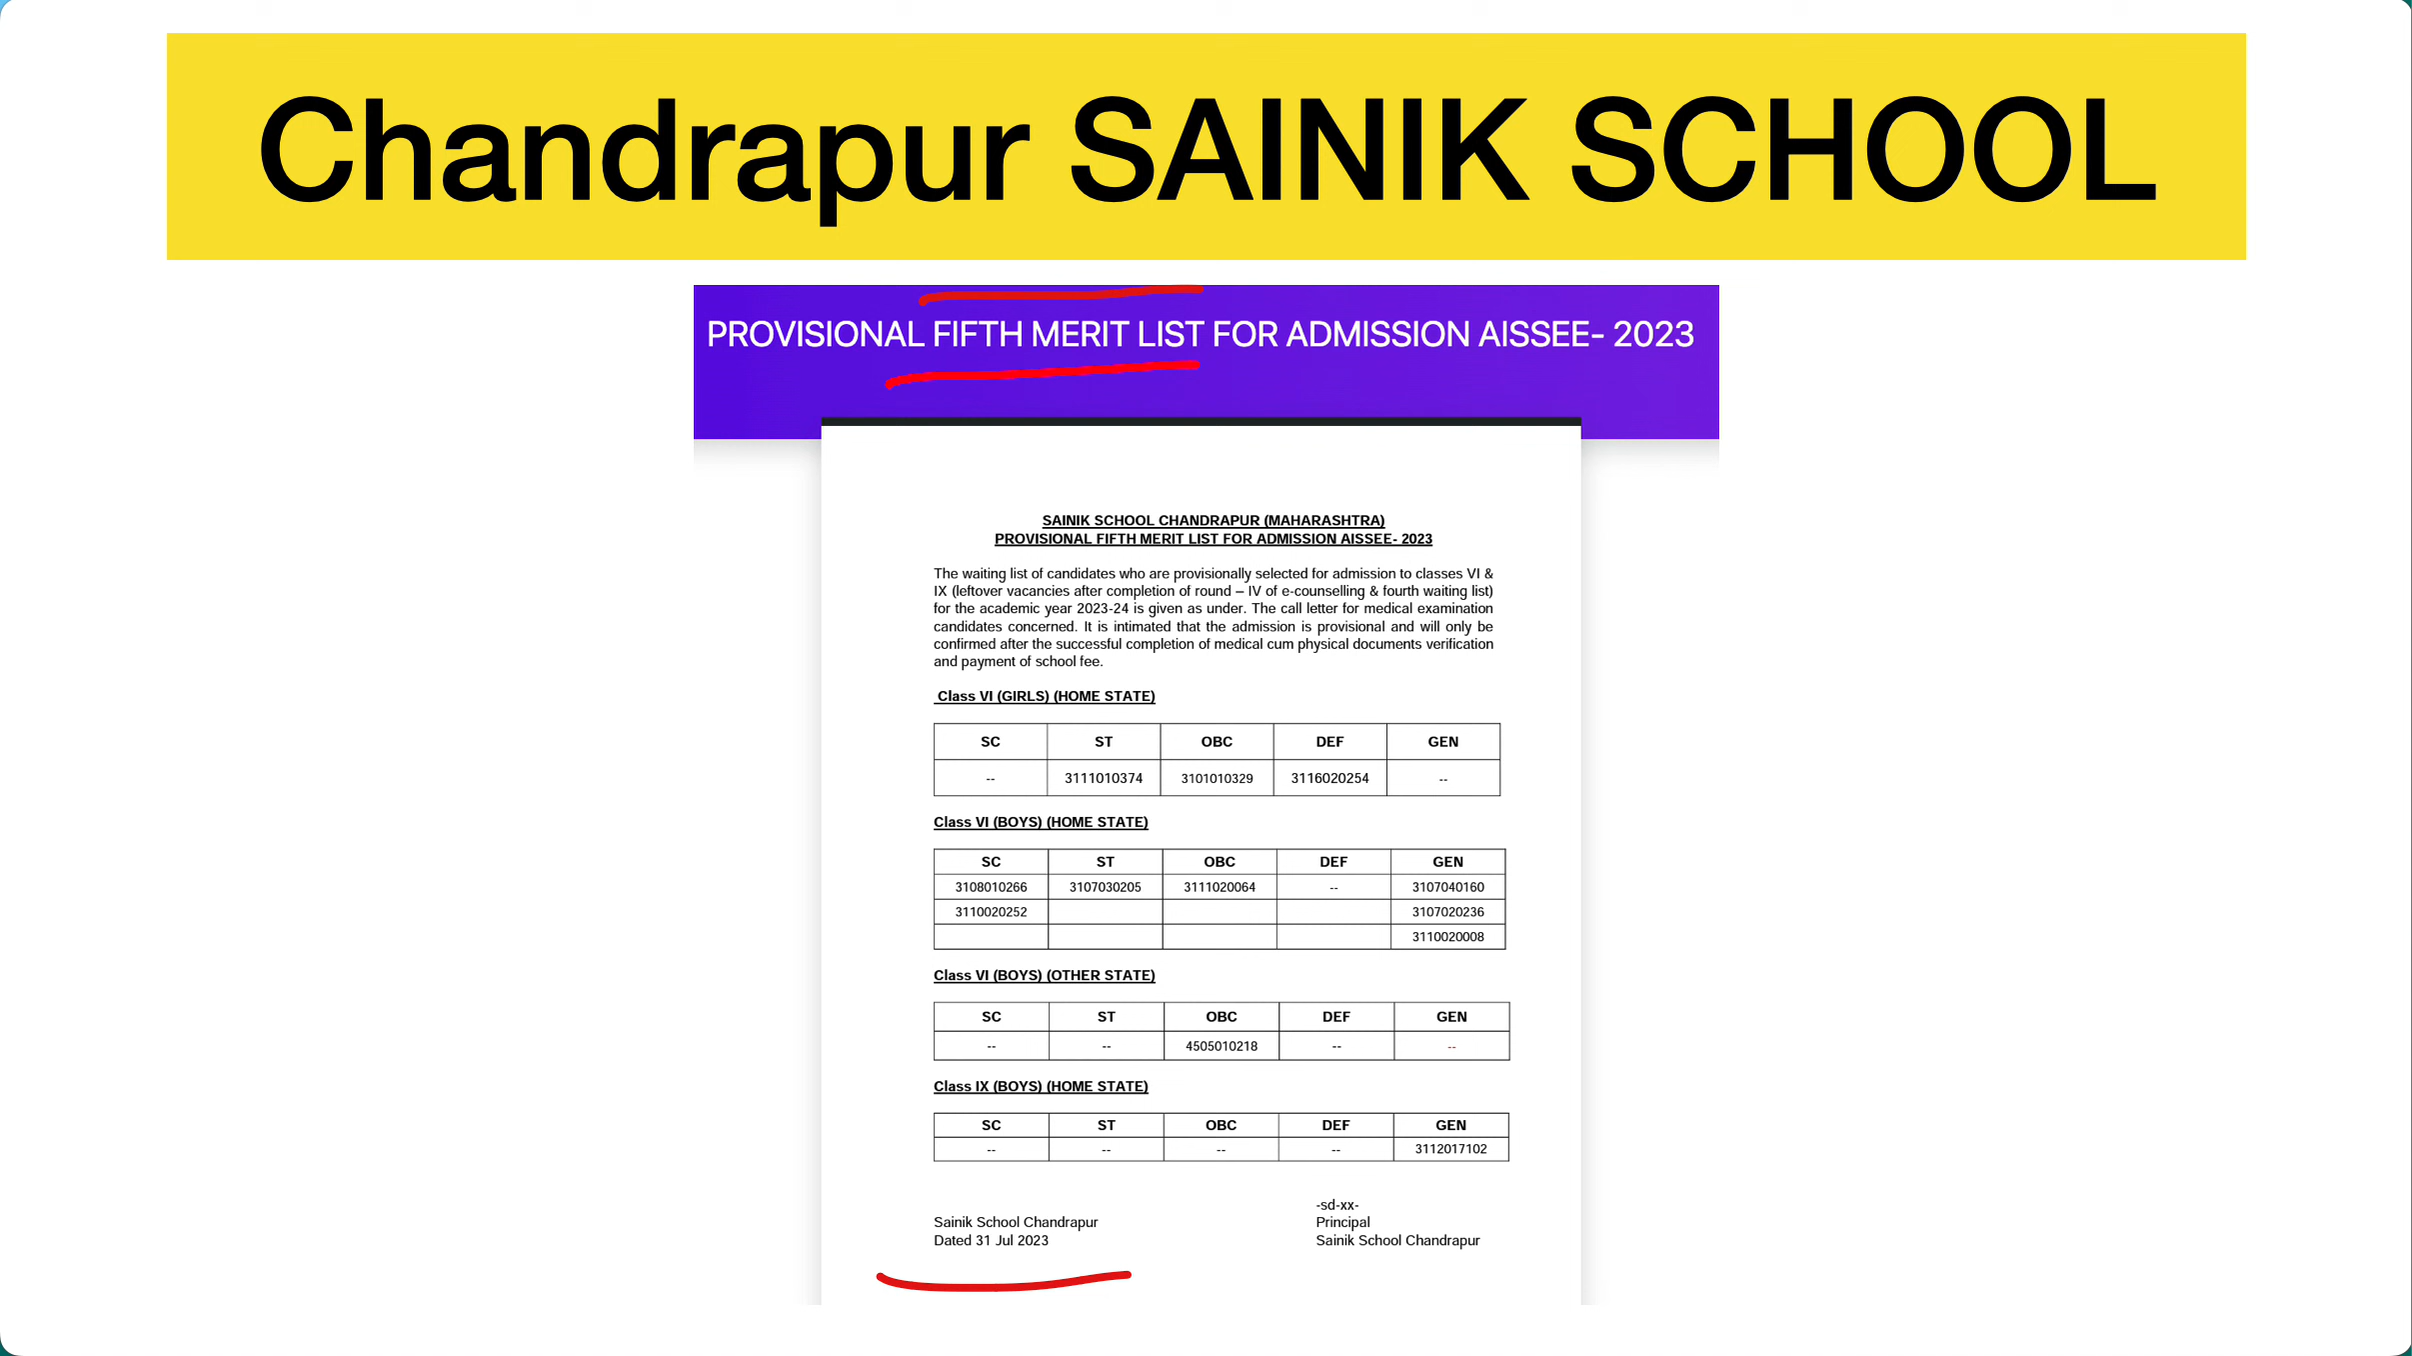 Chandrapur SAINIK SCHOOL
PROVISIONAL FIFTH MERIT LIST FOR ADMISSION AISSEE- 2023
SAINIK SCHOOL CHANDRAPUR (MAHARASHTRA)
PROVISIONAL FIFTH MERIT LIST FOR ADMISSION AISSEE- 2023
The waiting list of candidates who are provisionally selected for admission to classes VI &
IX (leftover vacancies after completion of round – IV of e-counselling & fourth waiting list)
for the academic year 2023-24 is given as under. The call letter for medical examination
candidates concerned. It is intimated that the admission is provisional and will only be
confirmed after the successful completion of medical cum physical documents verification
and payment of school fee.
Class VI (GIRLS) (HOME STATE)
SC ST OBC DEF GEN
-- 3111010374 3101010329 3116020254 --
Class VI (BOYS) (HOME STATE)
SC ST OBC DEF GEN
3108010266 3107030205 3111020064 -- 3107040160
3110020252 3107020236
3110020008
Class VI (BOYS) (OTHER STATE)
SC ST OBC DEF GEN
-- -- 4505010218 -- --
Class IX (BOYS) (HOME STATE)
SC ST OBC DEF GEN
-- -- -- -- 3112017102
-sd-xx-
Sainik School Chandrapur Principal
Dated 31 Jul 2023 Sainik School Chandrapur